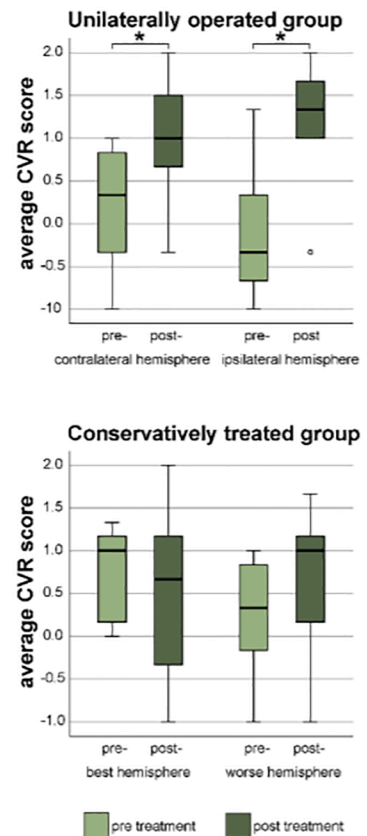 Unilaterally operated group
* *
2.0
1.5
1.0
0.5
0.0
-0.5
-10
average CVR score
pre- post- pre- post
contralateral hemisphere ipsilateral hemisphere
Conservatively treated group
2.0
1.5
1.0
0.5
0.0
-0.5
-1.0
average CVR score
pre- post- pre- post-
best hemisphere worse hemisphere
pre treatment post treatment